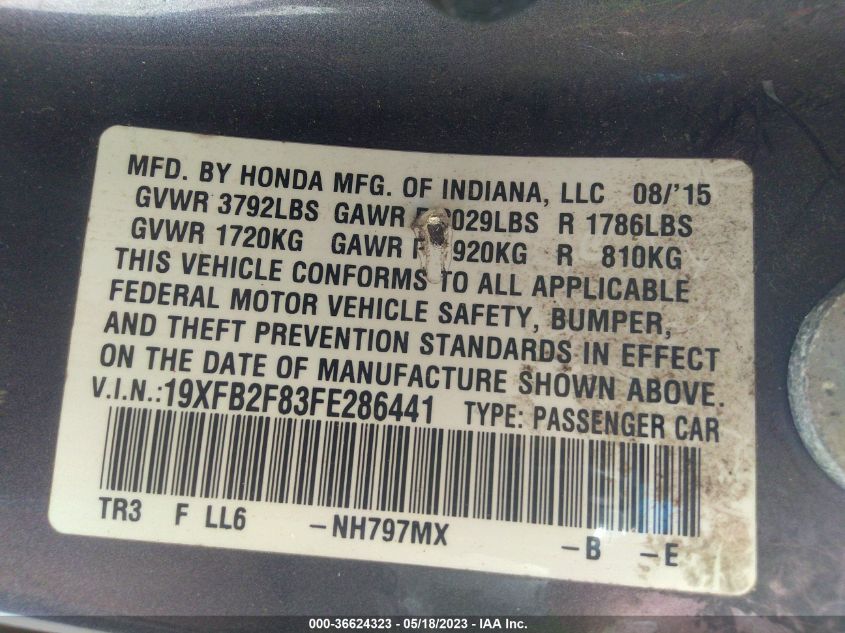 MFD. BY HONDA MFG. OF INDIANA, LLC 08/'15
GVWR 3792LBS GAWR 2029LBS R 1786LBS
GVWR 1720KG GAWR F 920KG R 810KG
THIS VEHICLE CONFORMS TO ALL APPLICABLE
FEDERAL MOTOR VEHICLE SAFETY, BUMPER,
AND THEFT PREVENTION STANDARDS IN EFFECT
ON THE DATE OF MANUFACTURE SHOWN ABOVE.
V.I.N.:19XFB2F83FE286441 TYPE: PASSENGER CAR
TR3 F LL6 -NH797MX -B -E
000-36624323 - 05/18/2023 - IAA Inc.